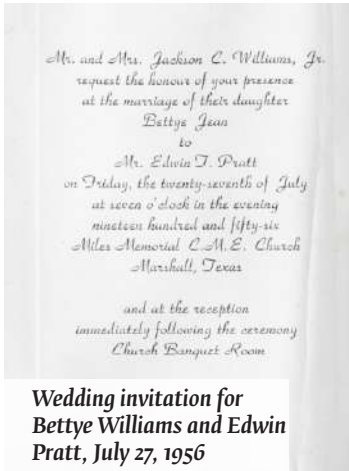 Mr. and Mrs. Jackson C. Williams, Jr.
request the honour of your presence
at the marriage of their daughter
Bettye Jean
to
Mr. Edwin T. Pratt
on Friday, the twenty-seventh of July
at seven o'clock in the evening
nineteen hundred and fifty-six
Miles Memorial C. M. E. Church
Marshall, Texas
and at the reception
immediately following the ceremony
Church Banquet Room
Wedding invitation for
Bettye Williams and Edwin
Pratt, July 27, 1956